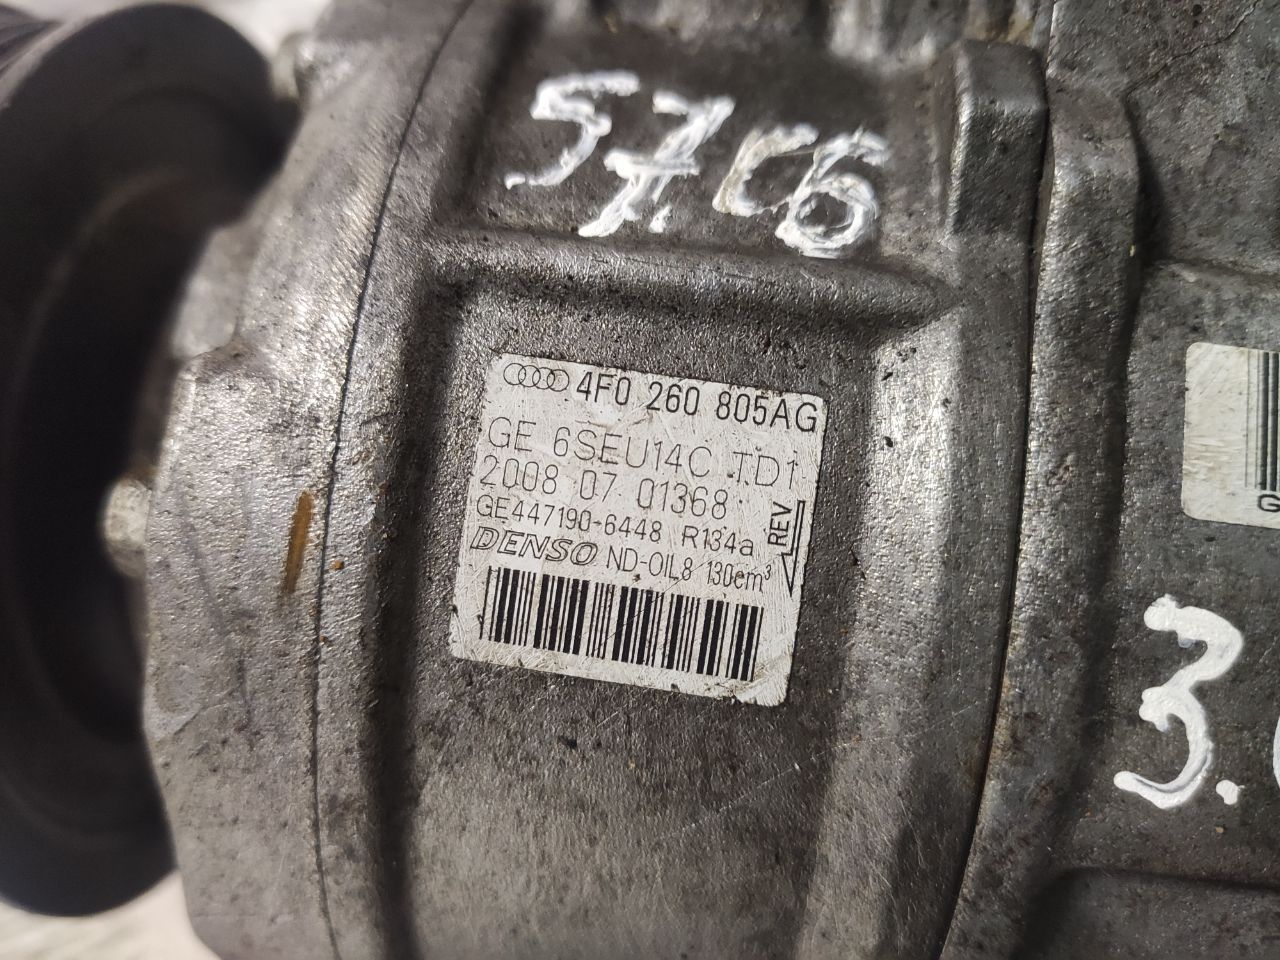 57. C6
4F0 260 805AG
GE 6SEU14C TD1
2008 07 01368
GE447190-6448 R134a
REV
DENSO ND-OIL8 130cm³
G
3.